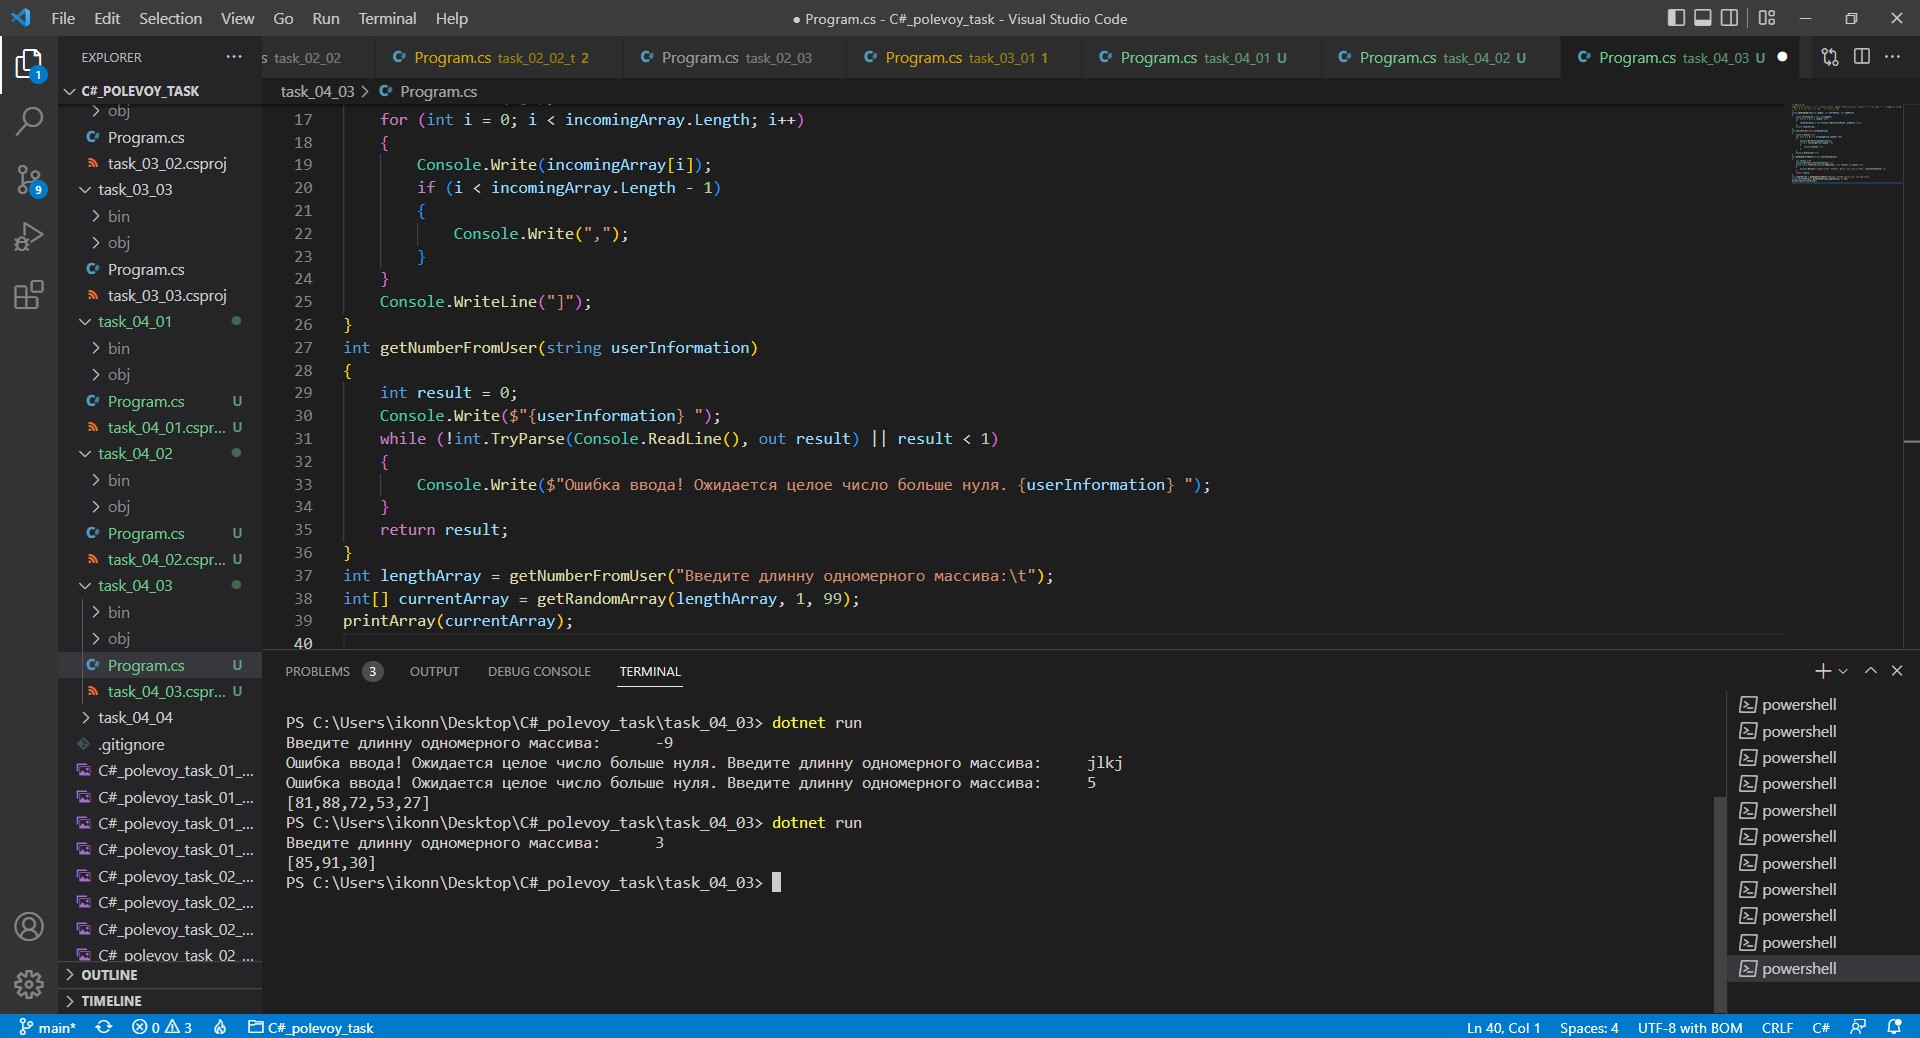 File Edit Selection View Go Run Terminal Help
● Program.cs - C#_polevoy_task - Visual Studio Code
EXPLORER
s task_02_02
Program.cs task_02_02_t 2
Program.cs task_02_03
Program.cs task_03_01 1
Program.cs task_04_01 U
Program.cs task_04_02 U
Program.cs task_04_03 U
C#_POLEVOY_TASK
obj
Program.cs
task_03_02.csproj
task_03_03
bin
obj
Program.cs
task_03_03.csproj
task_04_01
bin
obj
Program.cs U
task_04_01.cspr... U
task_04_02
bin
obj
Program.cs U
task_04_02.cspr... U
task_04_03
bin
obj
Program.cs U
task_04_03.cspr... U
task_04_04
.gitignore
C#_polevoy_task_01_...
C#_polevoy_task_01_...
C#_polevoy_task_01_...
C#_polevoy_task_01_...
C#_polevoy_task_02_...
C#_polevoy_task_02_...
C#_polevoy_task_02_...
C#_polevoy_task_02_...
OUTLINE
TIMELINE
1
9
task_04_03 > Program.cs
17 for (int i = 0; i < incomingArray.Length; i++)
18 {
19 Console.Write(incomingArray[i]);
20 if (i < incomingArray.Length - 1)
21 {
22 Console.Write(",");
23 }
24 }
25 Console.WriteLine("]");
26 }
27 int getNumberFromUser(string userInformation)
28 {
29 int result = 0;
30 Console.Write($"{userInformation} ");
31 while (!int.TryParse(Console.ReadLine(), out result) || result < 1)
32 {
33 Console.Write($"Ошибка ввода! Ожидается целое число больше нуля. {userInformation} ");
34 }
35 return result;
36 }
37 int lengthArray = getNumberFromUser("Введите длинну одномерного массива:\t");
38 int[] currentArray = getRandomArray(lengthArray, 1, 99);
39 printArray(currentArray);
40
PROBLEMS 3 OUTPUT DEBUG CONSOLE TERMINAL
PS C:\Users\ikonn\Desktop\C#_polevoy_task\task_04_03> dotnet run
Введите длинну одномерного массива: -9
Ошибка ввода! Ожидается целое число больше нуля. Введите длинну одномерного массива: jlkj
Ошибка ввода! Ожидается целое число больше нуля. Введите длинну одномерного массива: 5
[81,88,72,53,27]
PS C:\Users\ikonn\Desktop\C#_polevoy_task\task_04_03> dotnet run
Введите длинну одномерного массива: 3
[85,91,30]
PS C:\Users\ikonn\Desktop\C#_polevoy_task\task_04_03>
powershell
powershell
powershell
powershell
powershell
powershell
powershell
powershell
powershell
powershell
powershell
main* 0 3 C#_polevoy_task
Ln 40, Col 1 Spaces: 4 UTF-8 with BOM CRLF C#